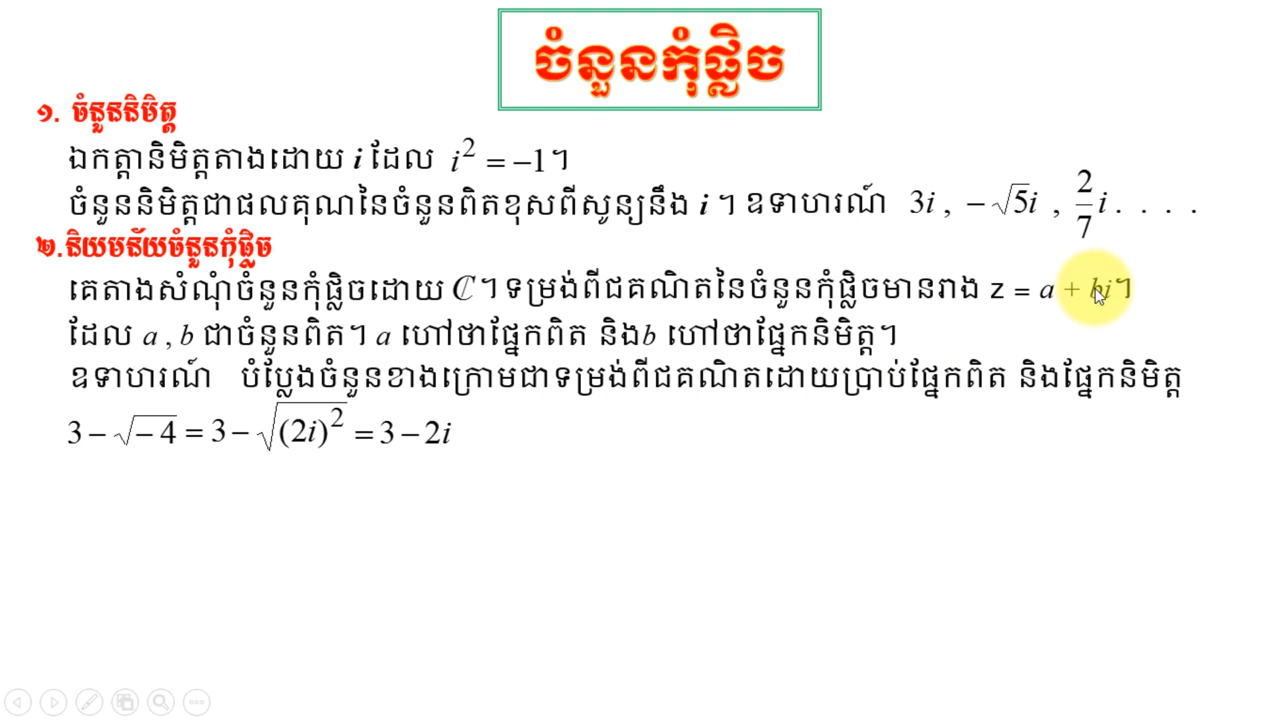 ចំនួនកុំផ្លិច
១. ចំនួននិមិត្ត
ឯកត្តានិមិត្តតាងដោយ i ដែល i² = −1។
ចំនួននិមិត្តជាផលគុណនៃចំនួនពិតខុសពីសូន្យនឹង i ។ ឧទាហរណ៍ 3i , −√5i , 2/7 i . . . .
២.និយមន័យចំនួនកុំផ្លិច
គេតាងសំណុំចំនួនកុំផ្លិចដោយ ℂ។ ទម្រង់ពីជគណិតនៃចំនួនកុំផ្លិចមានរាង z = a + bi។
ដែល a , b ជាចំនួនពិត។ a ហៅថាផ្នែកពិត និងb ហៅថាផ្នែកនិមិត្ត។
ឧទាហរណ៍ បំប្លែងចំនួនខាងក្រោមជាទម្រង់ពីជគណិតដោយប្រាប់ផ្នែកពិត និងផ្នែកនិមិត្ត
3 − √−4 = 3 − √(2i)² = 3 − 2i